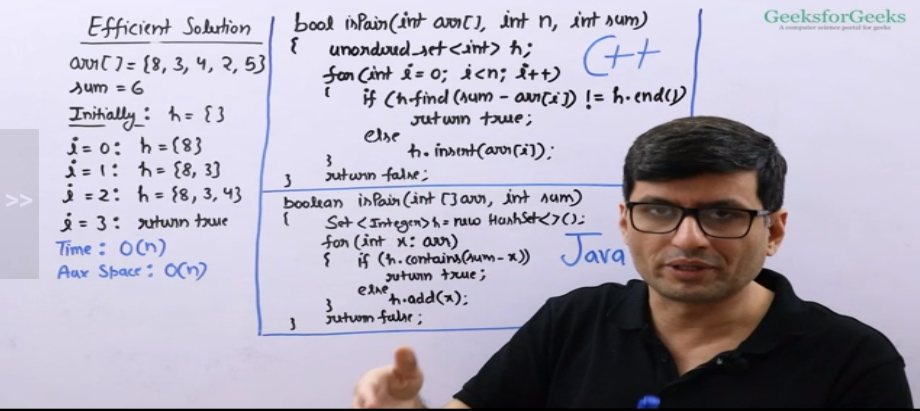 Efficient Solution
arr[] = {8, 3, 4, 2, 5}
sum = 6
Initially : h = { }
i = 0: h = {8}
i = 1: h = {8, 3}
i = 2: h = {8, 3, 4}
i = 3: return true
Time : O(n)
Aux Space : O(n)
bool isPair(int arr[], int n, int sum)
{ unordered_set<int> h;
for(int i=0; i<n; i++)
{ if (h.find(sum - arr[i]) != h.end())
return true;
else
h.insert(arr[i]);
}
return false;
}
C++
boolean isPair(int []arr, int sum)
{ Set<Integer>h=new HashSet<>();
for(int x: arr)
{ if (h.contains(sum-x))
return true;
else
h.add(x);
}
return false;
}
Java
GeeksforGeeks
A computer science portal for geeks
>>